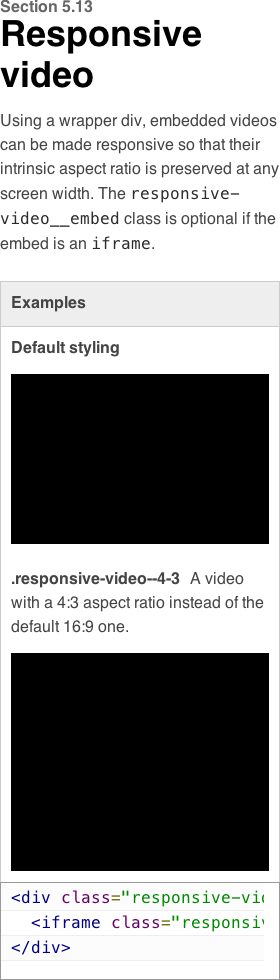 Section 5.13
Responsive
video
Using a wrapper div, embedded videos
can be made responsive so that their
intrinsic aspect ratio is preserved at any
screen width. The responsive-
video__embed class is optional if the
embed is an iframe.
Examples
Default styling
.responsive-video--4-3 A video
with a 4:3 aspect ratio instead of the
default 16:9 one.
<div class="responsive-vi
<iframe class="responsi
</div>